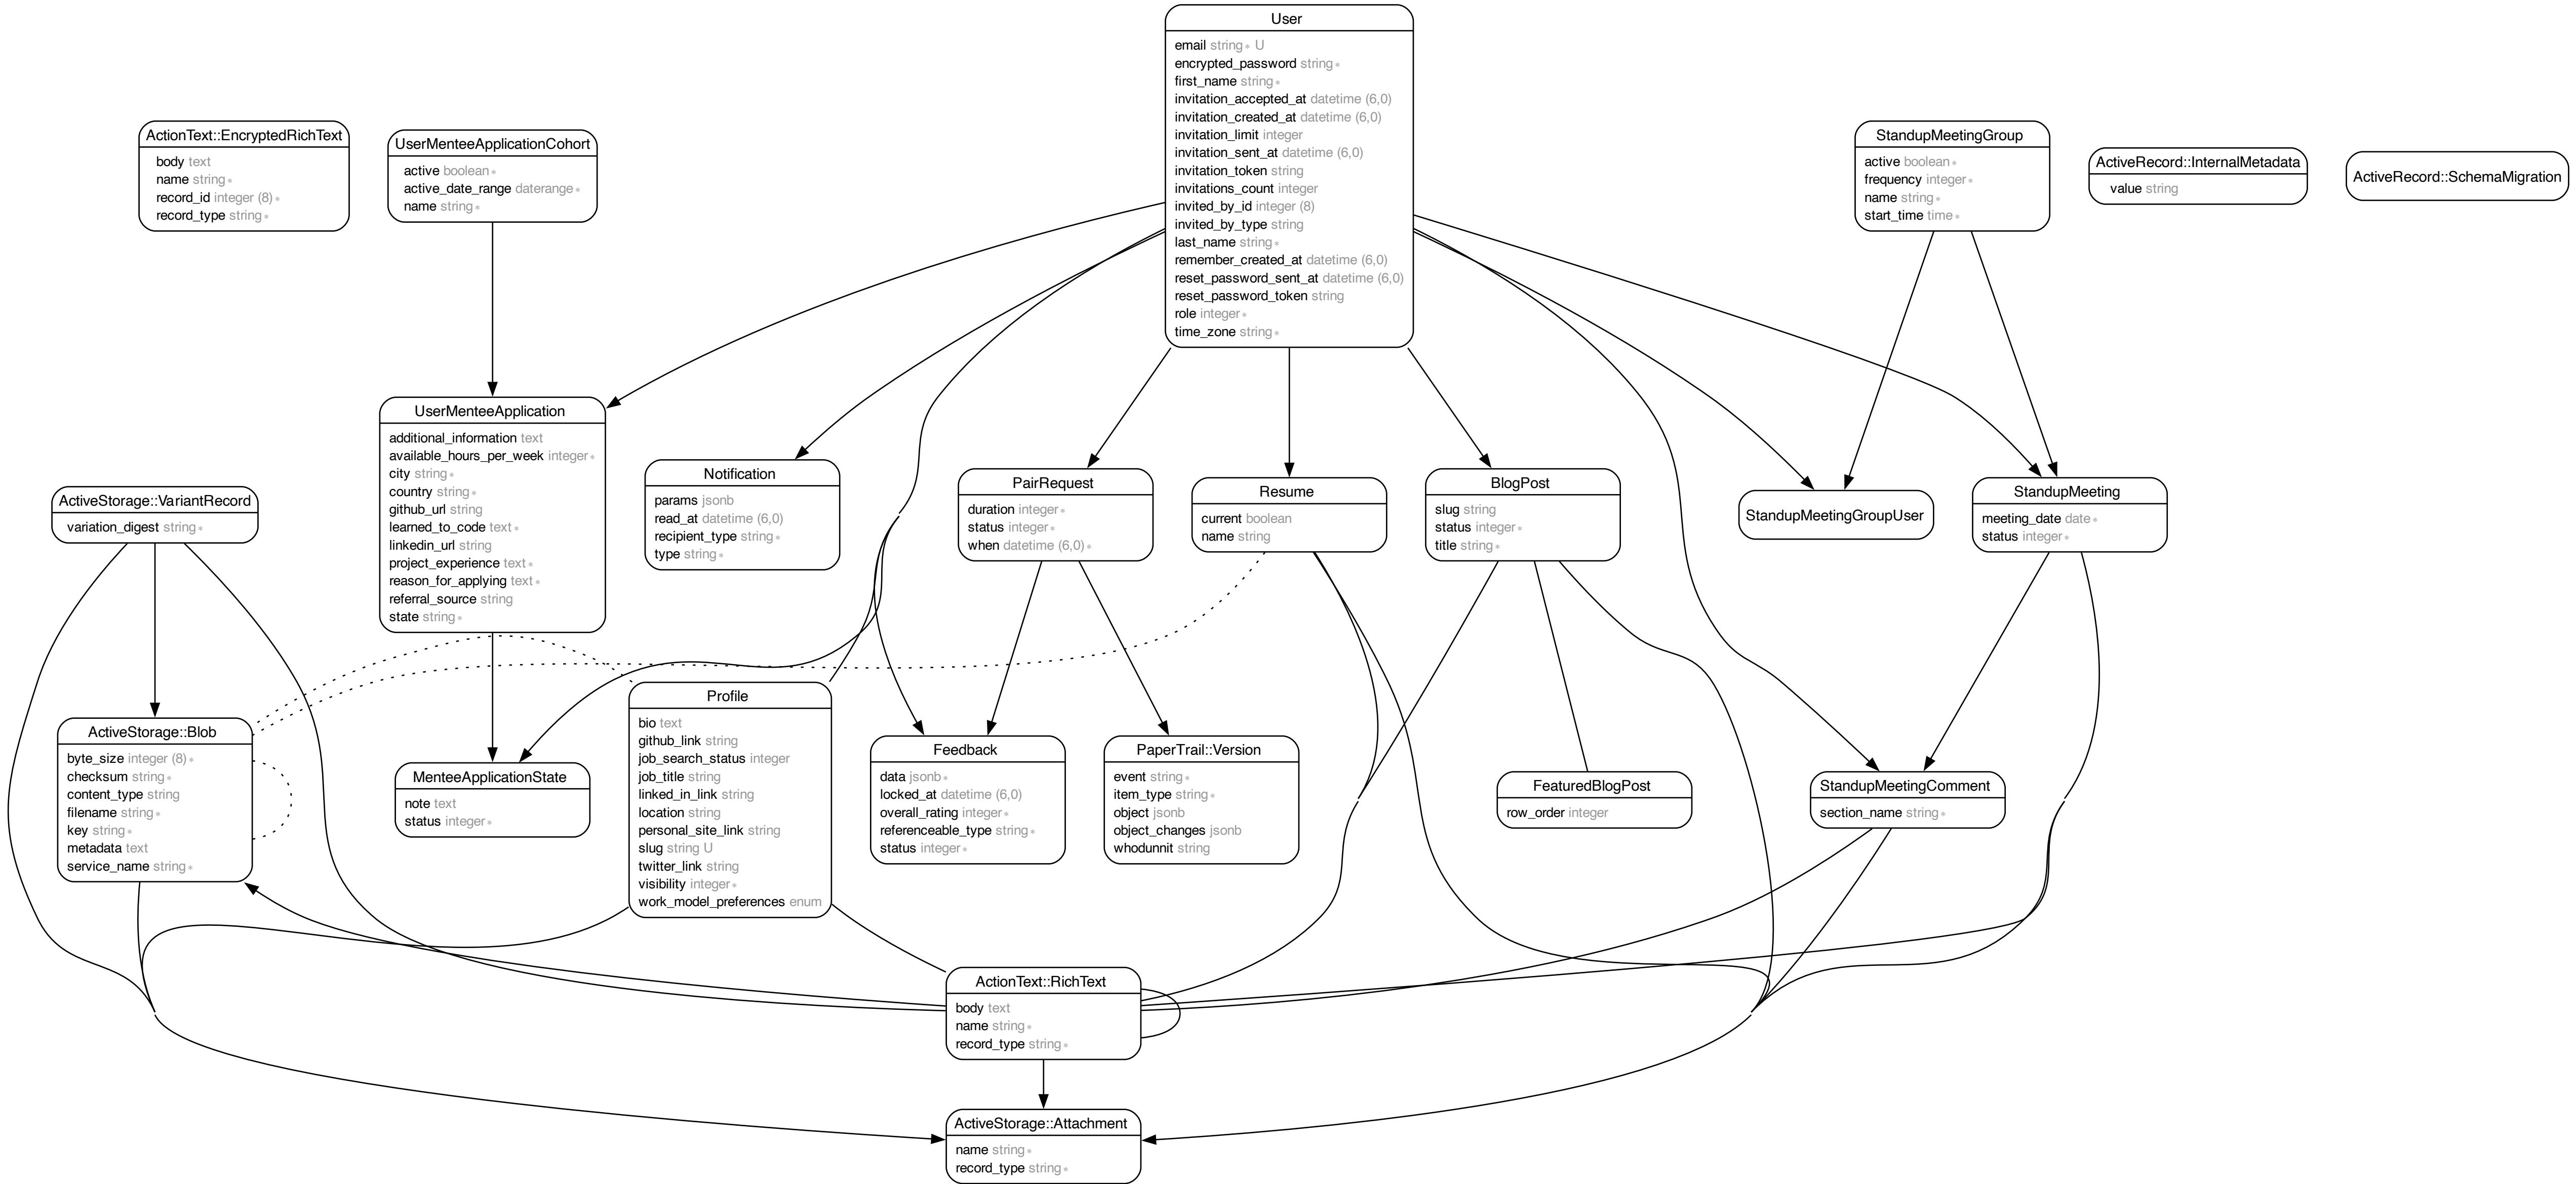 User
email string∗ U
encrypted_password string∗
first_name string∗
invitation_accepted_at datetime (6,0)
invitation_created_at datetime (6,0)
invitation_limit integer
invitation_sent_at datetime (6,0)
invitation_token string
invitations_count integer
invited_by_id integer (8)
invited_by_type string
last_name string∗
remember_created_at datetime (6,0)
reset_password_sent_at datetime (6,0)
reset_password_token string
role integer∗
time_zone string∗
ActionText::EncryptedRichText
body text
name string∗
record_id integer (8)∗
record_type string∗
UserMenteeApplicationCohort
active boolean∗
active_date_range daterange∗
name string∗
StandupMeetingGroup
active boolean∗
frequency integer∗
name string∗
start_time time∗
ActiveRecord::InternalMetadata
value string
ActiveRecord::SchemaMigration
UserMenteeApplication
additional_information text
available_hours_per_week integer∗
city string∗
country string∗
github_url string
learned_to_code text∗
linkedin_url string
project_experience text∗
reason_for_applying text∗
referral_source string
state string∗
Notification
params jsonb
read_at datetime (6,0)
recipient_type string∗
type string∗
PairRequest
duration integer∗
status integer∗
when datetime (6,0)∗
Resume
current boolean
name string
BlogPost
slug string
status integer∗
title string∗
StandupMeetingGroupUser
StandupMeeting
meeting_date date∗
status integer∗
ActiveStorage::VariantRecord
variation_digest string∗
ActiveStorage::Blob
byte_size integer (8)∗
checksum string∗
content_type string
filename string∗
key string∗
metadata text
service_name string∗
MenteeApplicationState
note text
status integer∗
Profile
bio text
github_link string
job_search_status integer
job_title string
linked_in_link string
location string
personal_site_link string
slug string U
twitter_link string
visibility integer∗
work_model_preferences enum
Feedback
data jsonb∗
locked_at datetime (6,0)
overall_rating integer∗
referenceable_type string∗
status integer∗
PaperTrail::Version
event string∗
item_type string∗
object jsonb
object_changes jsonb
whodunnit string
FeaturedBlogPost
row_order integer
StandupMeetingComment
section_name string∗
ActionText::RichText
body text
name string∗
record_type string∗
ActiveStorage::Attachment
name string∗
record_type string∗